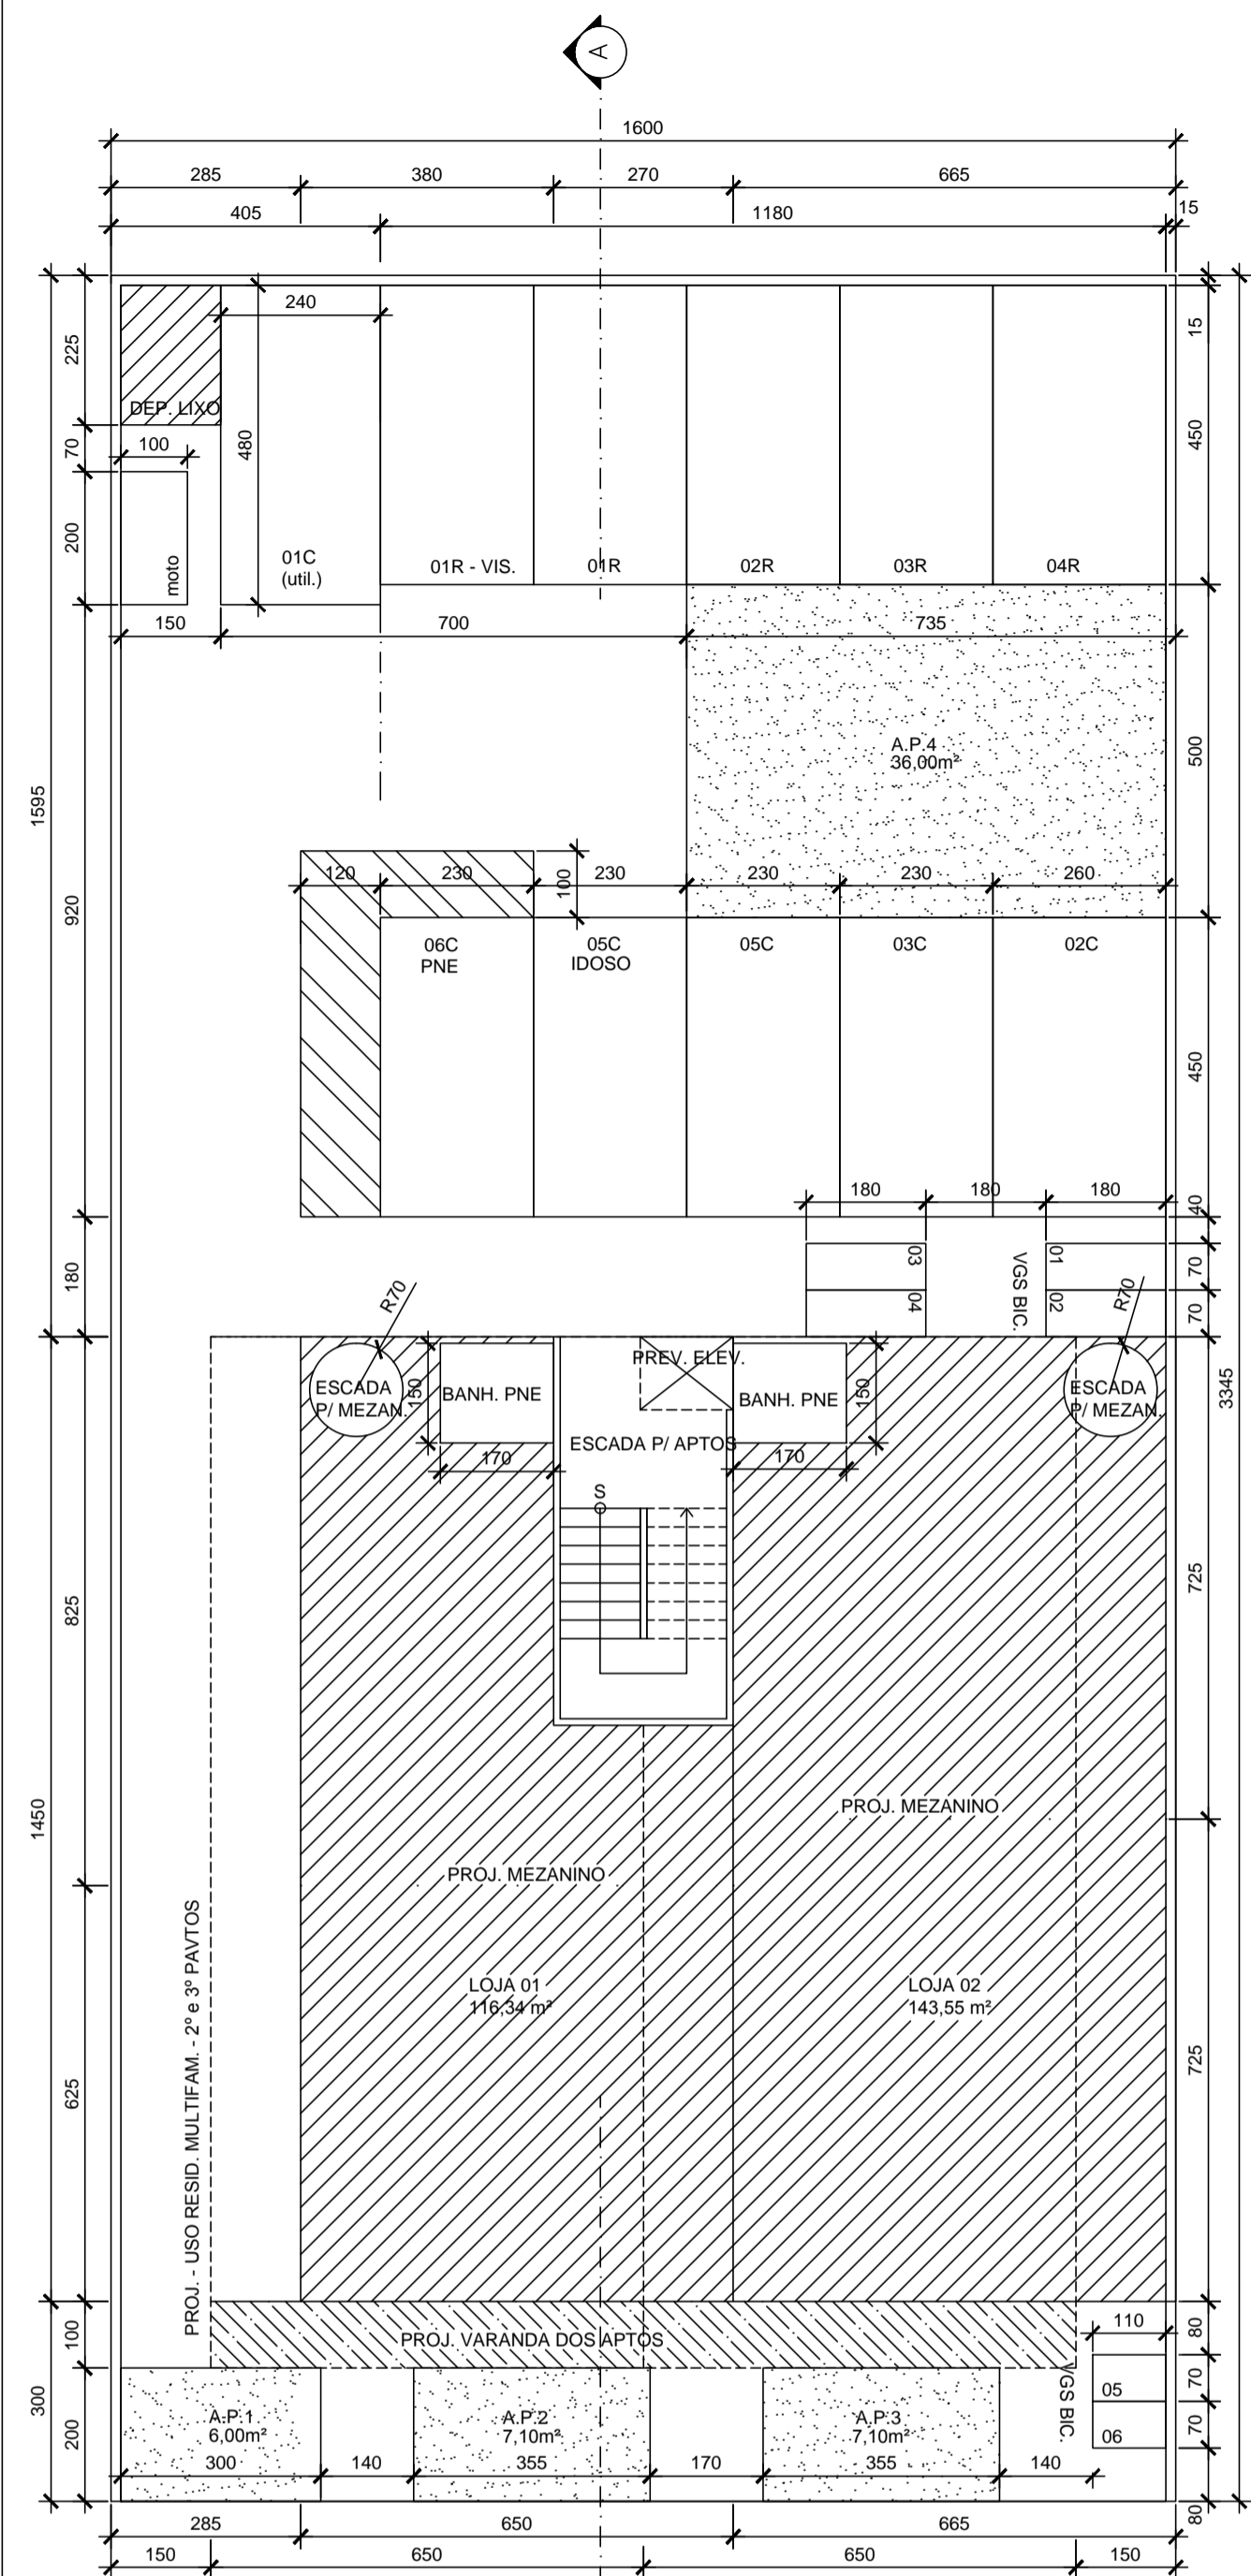 A
1600
285
380
270
665
405
1180
15
240
225
15
DEP. LIXO
70
100
480
450
200
moto
01C
(util.)
01R - VIS.
01R
02R
03R
04R
150
700
735
A.P.4
36,00m²
500
1595
120
230
230
230
230
260
100
920
06C
PNE
05C
IDOSO
05C
03C
02C
450
180
180
180
40
180
03
04
VGS BIC.
01
02
70
70
R70
R70
3345
PREV. ELEV.
ESCADA
P/ MEZAN.
150
BANH. PNE
BANH. PNE
150
ESCADA
P/ MEZAN.
ESCADA P/ APTOS
170
170
S
825
725
1450
PROJ. MEZANINO
PROJ. MEZANINO
PROJ. - USO RESID. MULTIFAM. - 2º e 3º PAVTOS
LOJA 01
116,34 m²
LOJA 02
143,55 m²
625
725
100
PROJ. VARANDA DOS APTOS
110
80
300
200
A.P.1
6,00m²
A.P.2
7,10m²
A.P.3
7,10m²
VGS BIC.
05
06
70
70
300
140
355
170
355
140
80
285
650
665
150
650
650
150